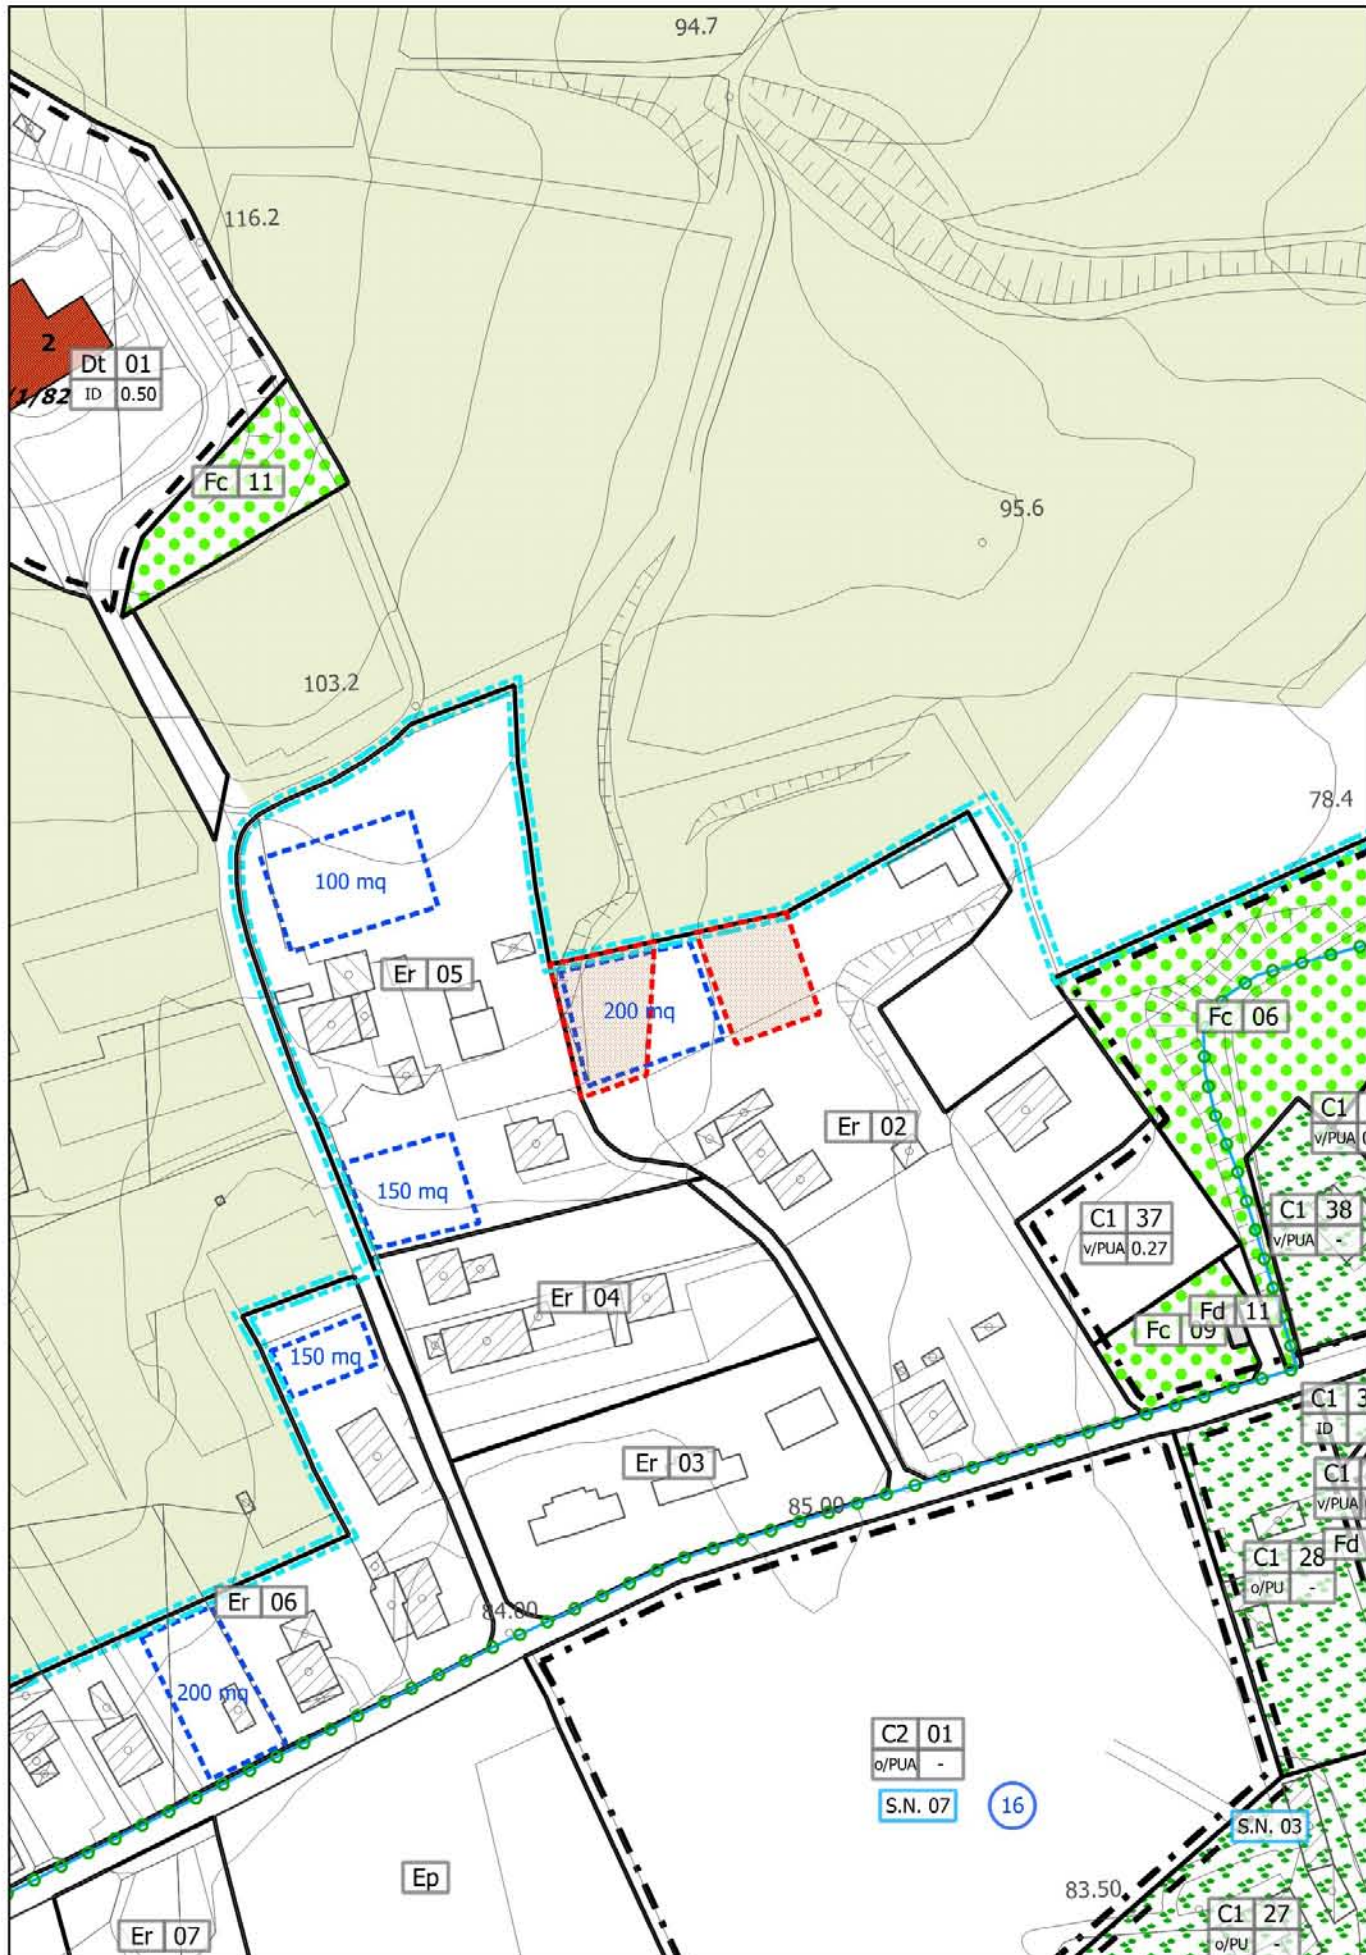 94.7
116.2
2
Dt 01
1/82
ID 0.50
Fc 11
95.6
103.2
78.4
100 mq
Er 05
200 mq
Fc 06
C1
v/PUA
Er 02
150 mq
C1 37
v/PUA 0.27
C1 38
v/PUA -
Er 04
Fd 11
Fc 09
150 mq
C1 3
ID
Er 03
C1
v/PUA
85.00
Fd
C1 28
o/PU -
Er 06
84.00
200 mq
C2 01
o/PUA -
S.N. 07
16
S.N. 03
Ep
83.50
C1 27
o/PU -
Er 07